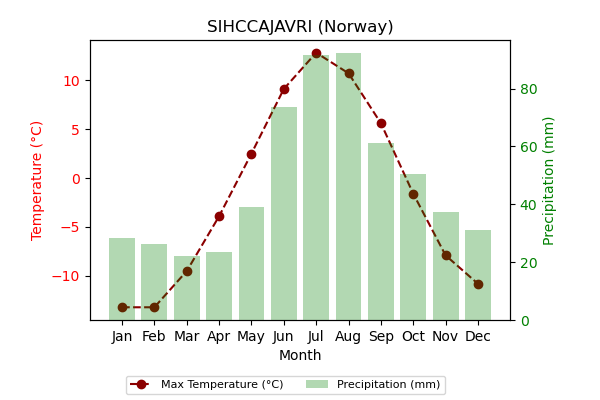 SIHCCAJAVRI (Norway)
10
5
0
−5
−10
Temperature (°C)
80
60
40
20
0
Precipitation (mm)
Jan Feb Mar Apr May Jun Jul Aug Sep Oct Nov Dec
Month
Max Temperature (°C) Precipitation (mm)